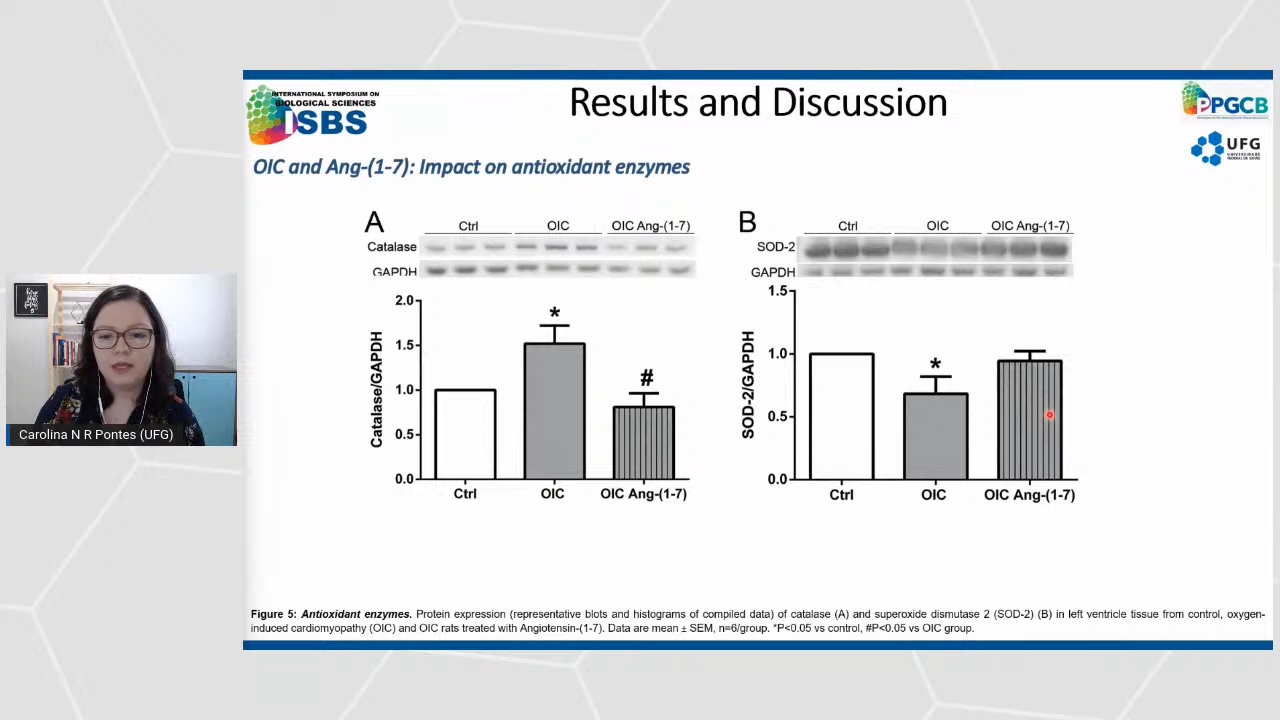 INTERNATIONAL SYMPOSIUM ON
BIOLOGICAL SCIENCES
ISBS
Results and Discussion
PPGCB
UFG
UNIVERSIDADE
FEDERAL DE GOIÁS
OIC and Ang-(1-7): Impact on antioxidant enzymes
A
Ctrl OIC OIC Ang-(1-7)
Catalase
GAPDH
2.0
1.5
1.0
0.5
0.0
Catalase/GAPDH
*
#
Ctrl OIC OIC Ang-(1-7)
B
Ctrl OIC OIC Ang-(1-7)
SOD-2
GAPDH
1.5
1.0
0.5
0.0
SOD-2/GAPDH
*
Ctrl OIC OIC Ang-(1-7)
Carolina N R Pontes (UFG)
Figure 5: Antioxidant enzymes. Protein expression (representative blots and histograms of compiled data) of catalase (A) and superoxide dismutase 2 (SOD-2) (B) in left ventricle tissue from control, oxygen-
induced cardiomyopathy (OIC) and OIC rats treated with Angiotensin-(1-7). Data are mean ± SEM, n=6/group. *P<0.05 vs control, #P<0.05 vs OIC group.